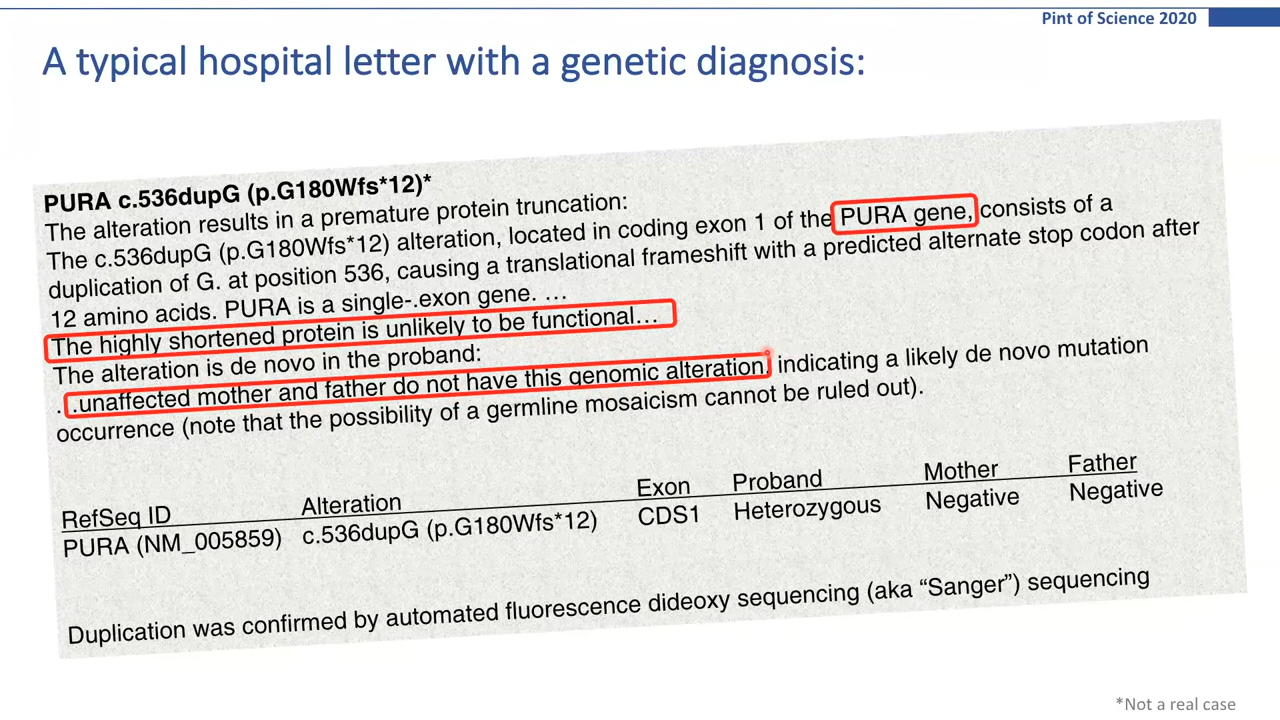 Pint of Science 2020
A typical hospital letter with a genetic diagnosis:
PURA c.536dupG (p.G180Wfs*12)*
The alteration results in a premature protein truncation:
The c.536dupG (p.G180Wfs*12) alteration, located in coding exon 1 of the PURA gene, consists of a
duplication of G. at position 536, causing a translational frameshift with a predicted alternate stop codon after
12 amino acids. PURA is a single-.exon gene. ...
The highly shortened protein is unlikely to be functional...
The alteration is de novo in the proband:
. .unaffected mother and father do not have this genomic alteration, indicating a likely de novo mutation
occurrence (note that the possibility of a germline mosaicism cannot be ruled out).
RefSeq ID Alteration Exon Proband Mother Father
PURA (NM_005859) c.536dupG (p.G180Wfs*12) CDS1 Heterozygous Negative Negative
Duplication was confirmed by automated fluorescence dideoxy sequencing (aka “Sanger”) sequencing
*Not a real case